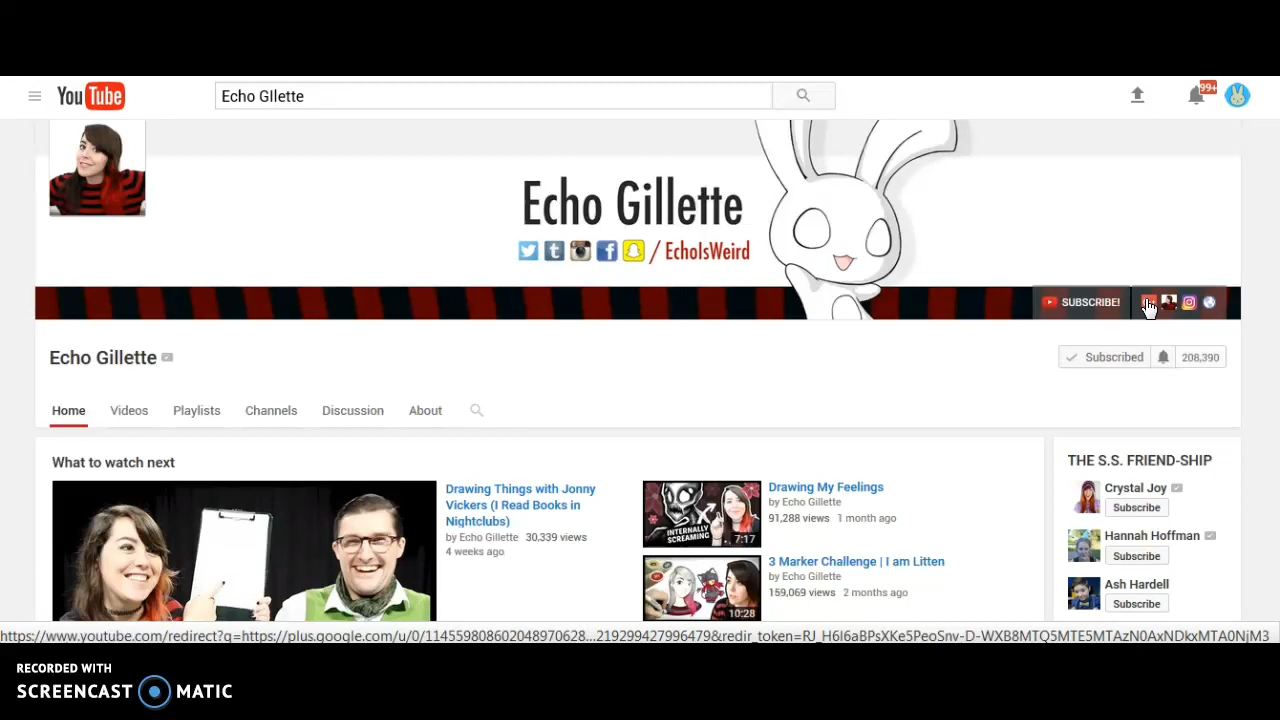 YouTube
Echo GIlette
99+
Echo Gillette
/ EchoIsWeird
SUBSCRIBE!
Echo Gillette
Subscribed
208,390
Home
Videos
Playlists
Channels
Discussion
About
What to watch next
Drawing Things with Jonny
Vickers (I Read Books in
Nightclubs)
by Echo Gillette 30,339 views
4 weeks ago
INTERNALLY
SCREAMING
7:17
Drawing My Feelings
by Echo Gillette
91,288 views 1 month ago
10:28
3 Marker Challenge | I am Litten
by Echo Gillette
159,069 views 2 months ago
THE S.S. FRIEND-SHIP
Crystal Joy
Subscribe
Hannah Hoffman
Subscribe
Ash Hardell
Subscribe
https://www.youtube.com/redirect?q=https://plus.google.com/u/0/114559808602048970628...219299427996479&redir_token=RJ_H6I6aBPsXKe5PeoSnv-D-WXB8MTQ5MTE5MTAzN0AxNDkxMTA0NjM3
RECORDED WITH
SCREENCAST MATIC